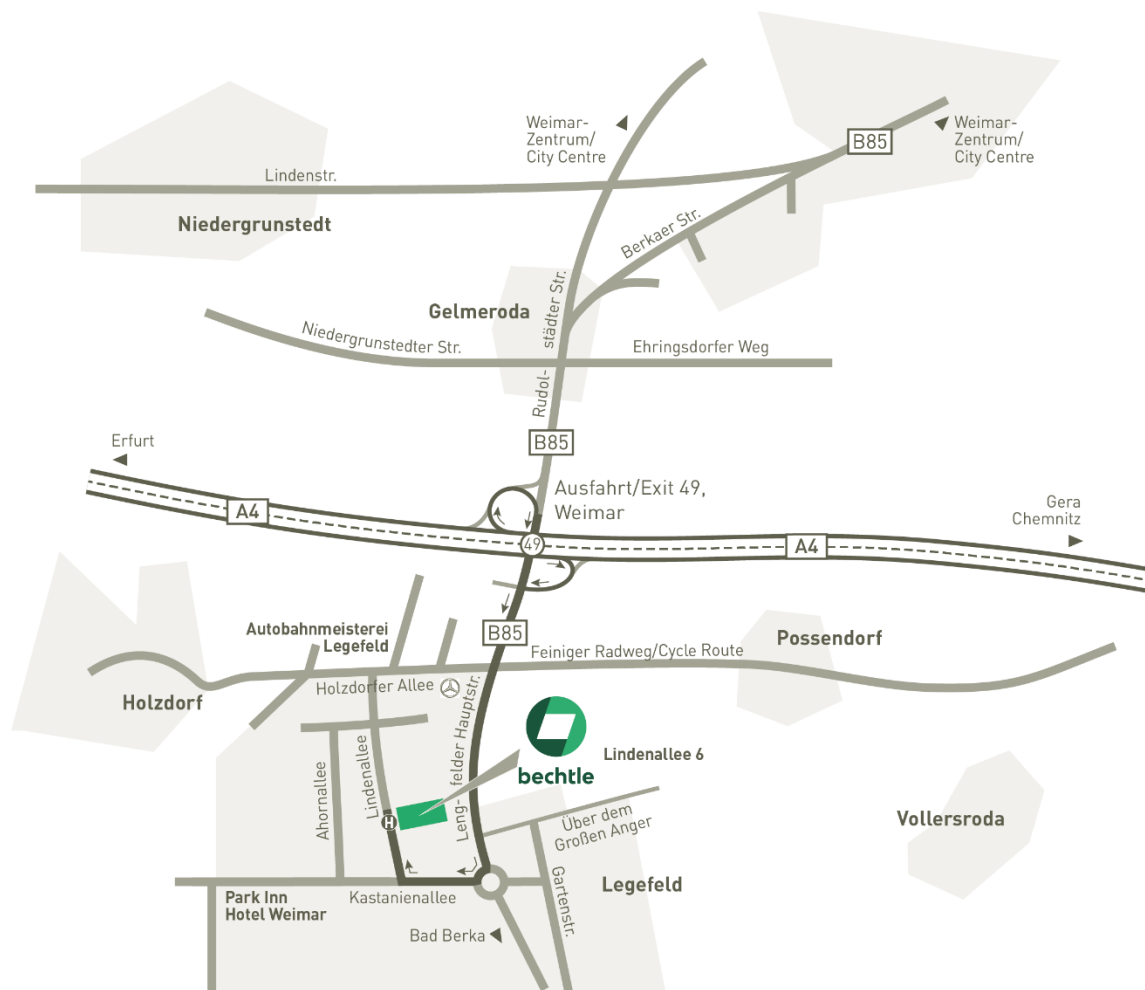 Weimar-
Zentrum/
City Centre
B85
Weimar-
Zentrum/
City Centre
Lindenstr.
Niedergrunstedt
Berkaer Str.
Gelmeroda
Rudol-
städter Str.
Niedergrunstedter Str.
Ehringsdorfer Weg
B85
Erfurt
A4
Ausfahrt/Exit 49,
Weimar
Gera
Chemnitz
49
A4
Autobahnmeisterei
Legefeld
B85
Possendorf
Feiniger Radweg/Cycle Route
Holzdorf
Holzdorfer Allee
Leng-
felder Hauptstr.
bechtle
Lindenallee 6
Ahornallee
Lindenallee
H
Über dem
Großen Anger
Vollersroda
Gartenstr.
Legefeld
Park Inn
Hotel Weimar
Kastanienallee
Bad Berka